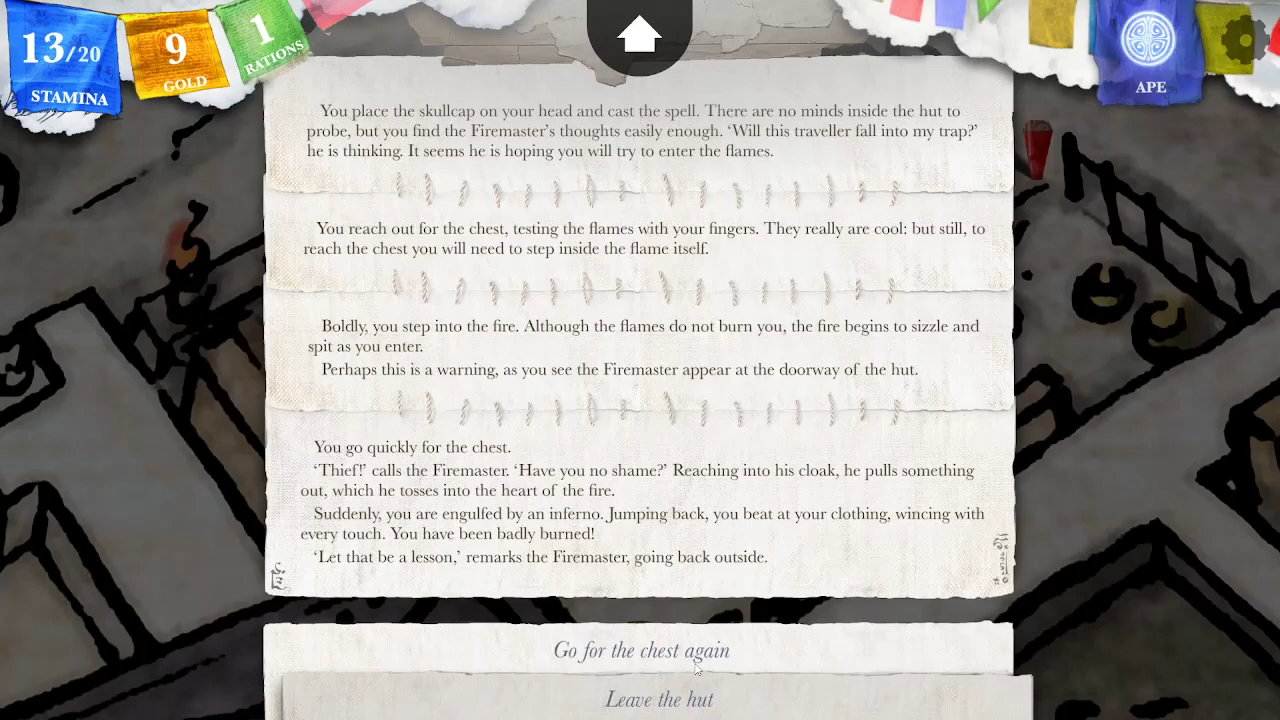 13/20
STAMINA
9
GOLD
1
RATIONS
APE
You place the skullcap on your head and cast the spell. There are no minds inside the hut to
probe, but you find the Firemaster’s thoughts easily enough. ‘Will this traveller fall into my trap?’
he is thinking. It seems he is hoping you will try to enter the flames.
You reach out for the chest, testing the flames with your fingers. They really are cool: but still, to
reach the chest you will need to step inside the flame itself.
Boldly, you step into the fire. Although the flames do not burn you, the fire begins to sizzle and
spit as you enter.
Perhaps this is a warning, as you see the Firemaster appear at the doorway of the hut.
You go quickly for the chest.
‘Thief!’ calls the Firemaster. ‘Have you no shame?’ Reaching into his cloak, he pulls something
out, which he tosses into the heart of the fire.
Suddenly, you are engulfed by an inferno. Jumping back, you beat at your clothing, wincing with
every touch. You have been badly burned!
‘Let that be a lesson,’ remarks the Firemaster, going back outside.
Go for the chest again
Leave the hut